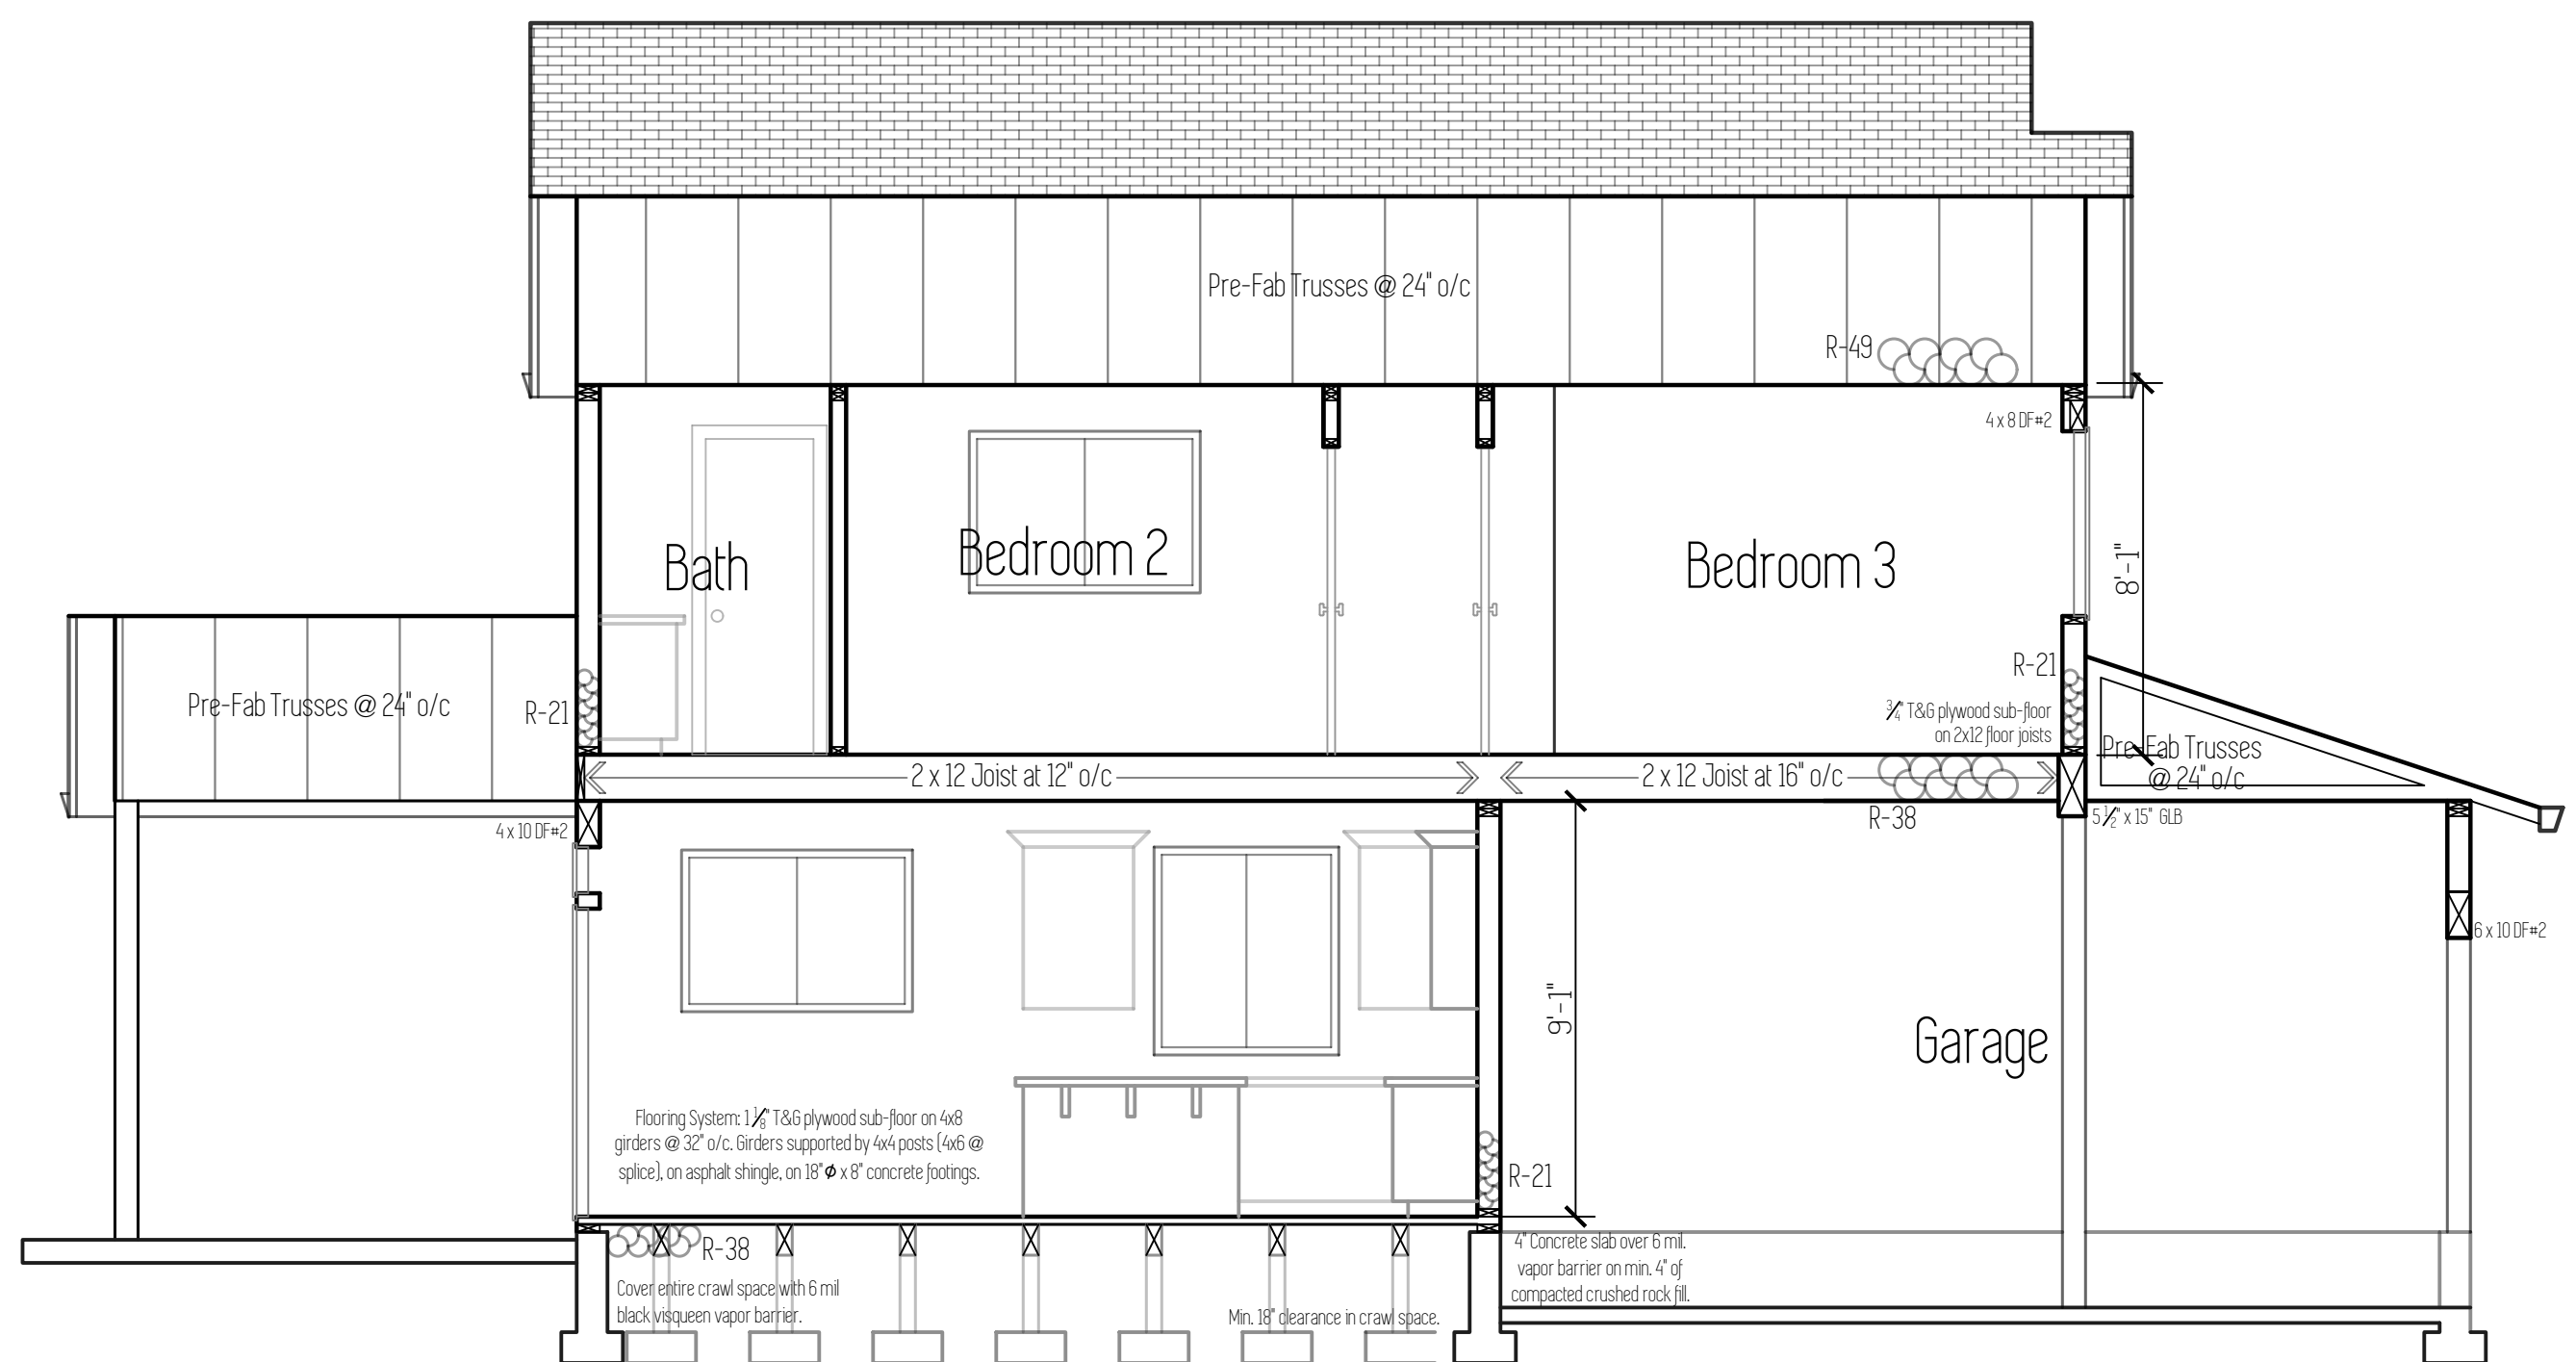 Pre-Fab Trusses @ 24" o/c
R-49
4 x 8 DF#2
Bath
Bedroom 2
Bedroom 3
8'-1"
Pre-Fab Trusses @ 24" o/c
R-21
R-21
3/4" T&G plywood sub-floor
on 2x12 floor joists
Pre-Fab Trusses
@ 24" o/c
2 x 12 Joist at 12" o/c
2 x 12 Joist at 16" o/c
R-38
5 1/2" x 15" GLB
4 x 10 DF#2
6 x 10 DF#2
9'-1"
Garage
Flooring System: 1 1/8" T&G plywood sub-floor on 4x8
girders @ 32" o/c. Girders supported by 4x4 posts (4x6 @
splice), on asphalt shingle, on 18"ϕ x 8" concrete footings.
R-21
R-38
Cover entire crawl space with 6 mil
black visqueen vapor barrier.
Min. 18" clearance in crawl space.
4" Concrete slab over 6 mil.
vapor barrier on min. 4" of
compacted crushed rock fill.